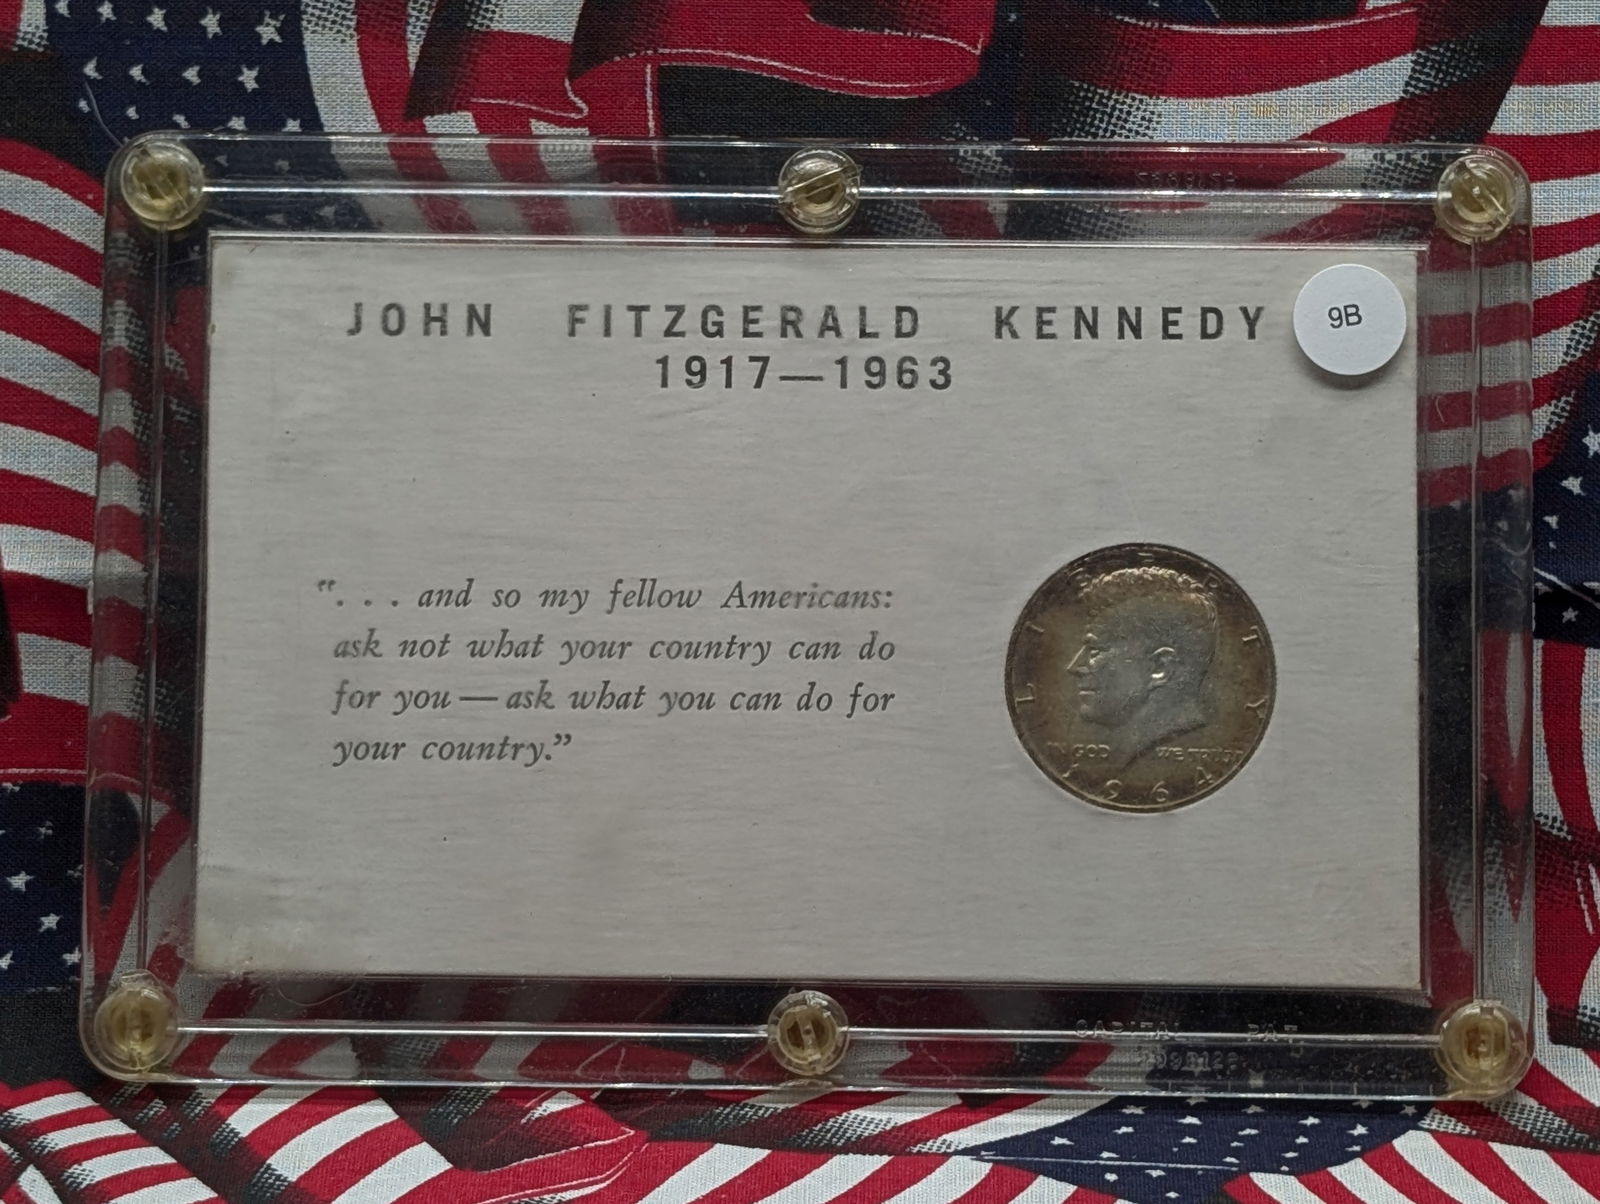 JOHN FITZGERALD KENNEDY
1917—1963
9B
". . . and so my fellow Americans:
ask not what your country can do
for you — ask what you can do for
your country.”
LIBERTY
IN GOD WE TRUST
1964
CAPITAL PAT.